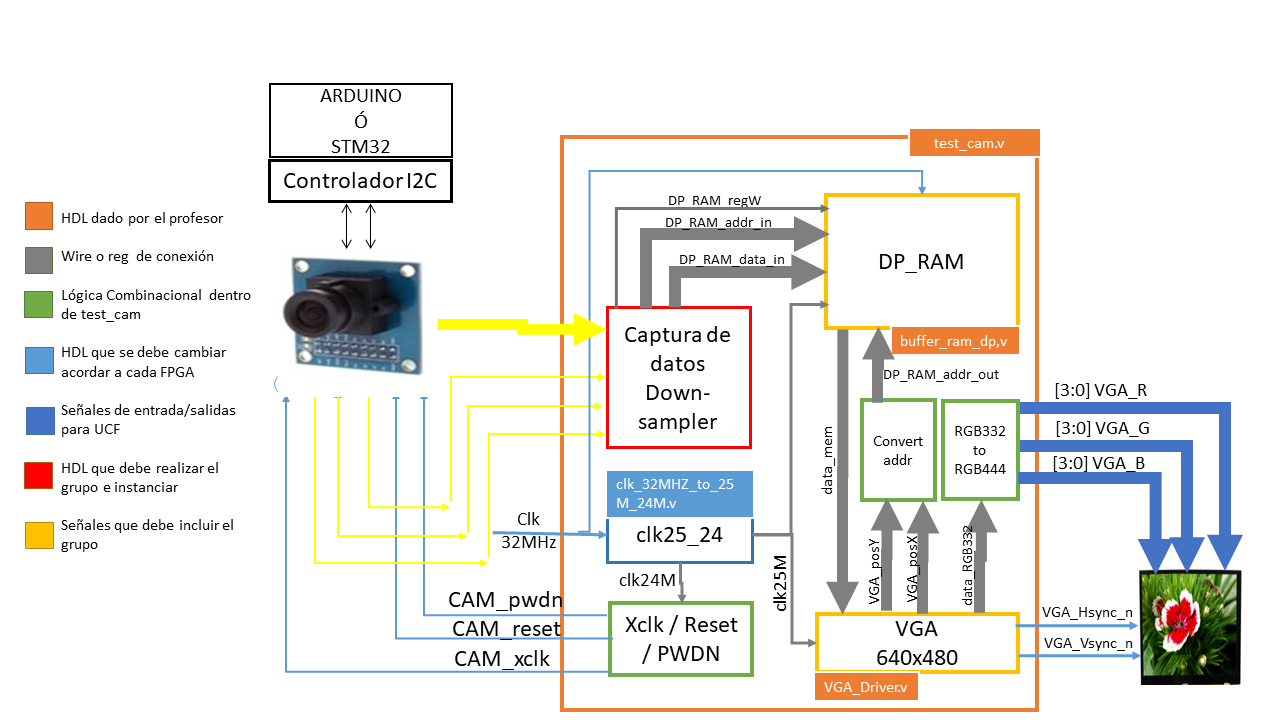 ARDUINO
Ó
STM32
Controlador I2C
HDL dado por el profesor
Wire o reg de conexión
Lógica Combinacional dentro
de test_cam
HDL que se debe cambiar
acordar a cada FPGA
Señales de entrada/salidas
para UCF
HDL que debe realizar el
grupo e instanciar
Señales que debe incluir el
grupo
test_cam.v
DP_RAM_regW
DP_RAM_addr_in
DP_RAM_data_in
DP_RAM
buffer_ram_dp,v
Captura de
datos
Down-
sampler
DP_RAM_addr_out
data_mem
Convert
addr
RGB332
to
RGB444
[3:0] VGA_R
[3:0] VGA_G
[3:0] VGA_B
clk_32MHZ_to_25
M_24M.v
Clk
32MHz
clk25_24
clk24M
clk25M
VGA_posY
VGA_posX
data_RGB332
CAM_pwdn
CAM_reset
CAM_xclk
Xclk / Reset
/ PWDN
VGA
640x480
VGA_Driver.v
VGA_Hsync_n
VGA_Vsync_n